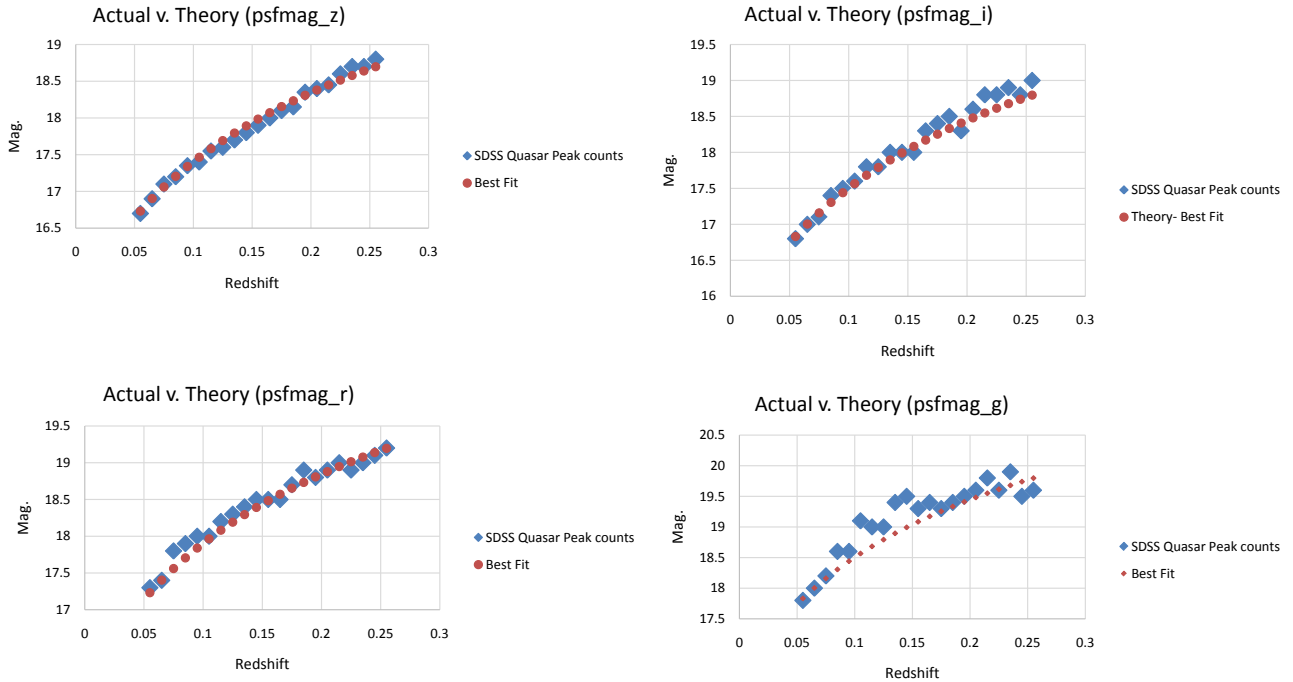 Actual v. Theory (psfmag_z)
19
18.5
18
17.5
17
16.5
Mag.
0
0.05
0.1
0.15
0.2
0.25
0.3
Redshift
SDSS Quasar Peak counts
Best Fit
Actual v. Theory (psfmag_i)
19.5
19
18.5
18
17.5
17
16.5
16
Mag.
0
0.05
0.1
0.15
0.2
0.25
0.3
Redshift
SDSS Quasar Peak counts
Theory- Best Fit
Actual v. Theory (psfmag_r)
19.5
19
18.5
18
17.5
17
Mag.
0
0.05
0.1
0.15
0.2
0.25
0.3
Redshift
SDSS Quasar Peak counts
Best Fit
Actual v. Theory (psfmag_g)
20.5
20
19.5
19
18.5
18
17.5
Mag.
0
0.05
0.1
0.15
0.2
0.25
0.3
Redshift
SDSS Quasar Peak counts
Best Fit